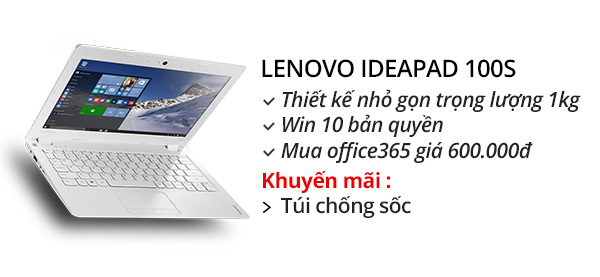 LENOVO IDEAPAD 100S
Thiết kế nhỏ gọn trọng lượng 1kg
Win 10 bản quyền
Mua office365 giá 600.000đ
Khuyến mãi :
> Túi chống sốc